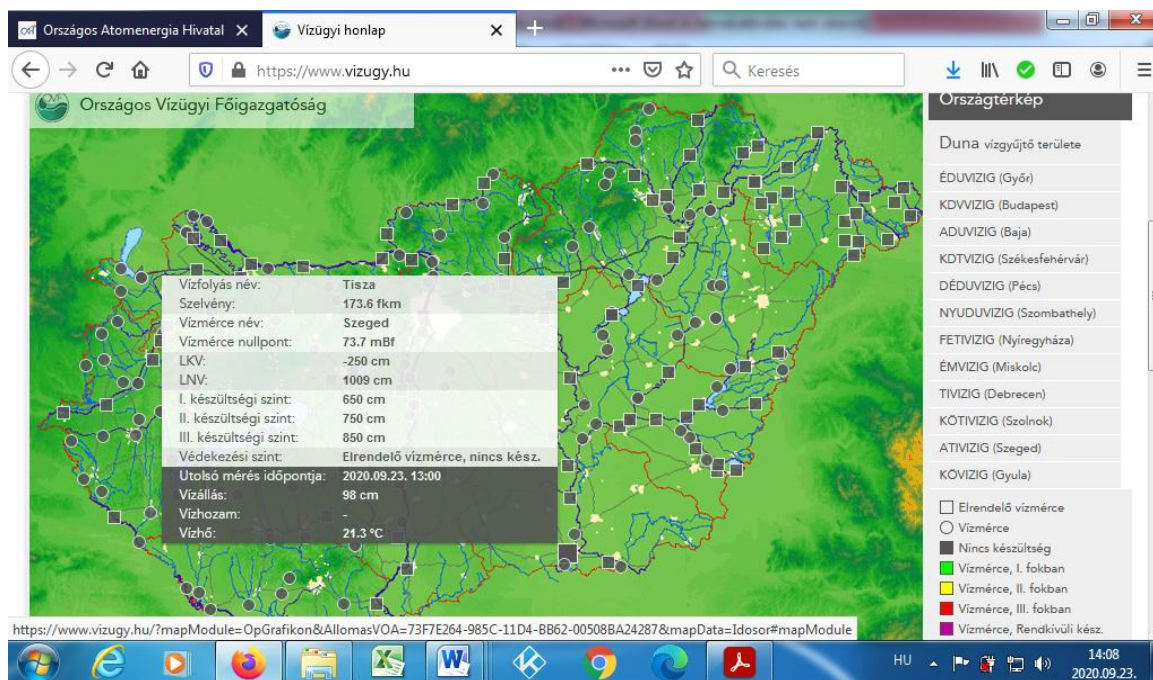 Országos Atomenergia Hivatal
Vízügyi honlap
https://www.vizugy.hu
Keresés
Országos Vízügyi Főigazgatóság
Vízfolyás név: Tisza
Szelvény: 173.6 fkm
Vízmérce név: Szeged
Vízmérce nullpont: 73.7 mBf
LKV: -250 cm
LNV: 1009 cm
I. készültségi szint: 650 cm
II. készültségi szint: 750 cm
III. készültségi szint: 850 cm
Védekezési szint: Elrendelő vízmérce, nincs kész.
Utolsó mérés időpontja: 2020.09.23. 13:00
Vízállás: 98 cm
Vízhozam: -
Vízhő: 21.3 °C
Országtérkép
Duna vízgyűjtő területe
ÉDUVIZIG (Győr)
KDVVIZIG (Budapest)
ADUVIZIG (Baja)
KDTVIZIG (Székesfehérvár)
DÉDUVIZIG (Pécs)
NYUDUVIZIG (Szombathely)
FETIVIZIG (Nyíregyháza)
ÉMVIZIG (Miskolc)
TIVIZIG (Debrecen)
KÖTIVIZIG (Szolnok)
ATIVIZIG (Szeged)
KÖVIZIG (Gyula)
Elrendelő vízmérce
Vízmérce
Nincs készültség
Vízmérce, I. fokban
Vízmérce, II. fokban
Vízmérce, III. fokban
Vízmérce, Rendkívüli kész.
https://www.vizugy.hu/?mapModule=OpGrafikon&AllomasVOA=73F7E264-985C-11D4-BB62-00508BA24287&mapData=Idosor#mapModule
HU
14:08
2020.09.23.